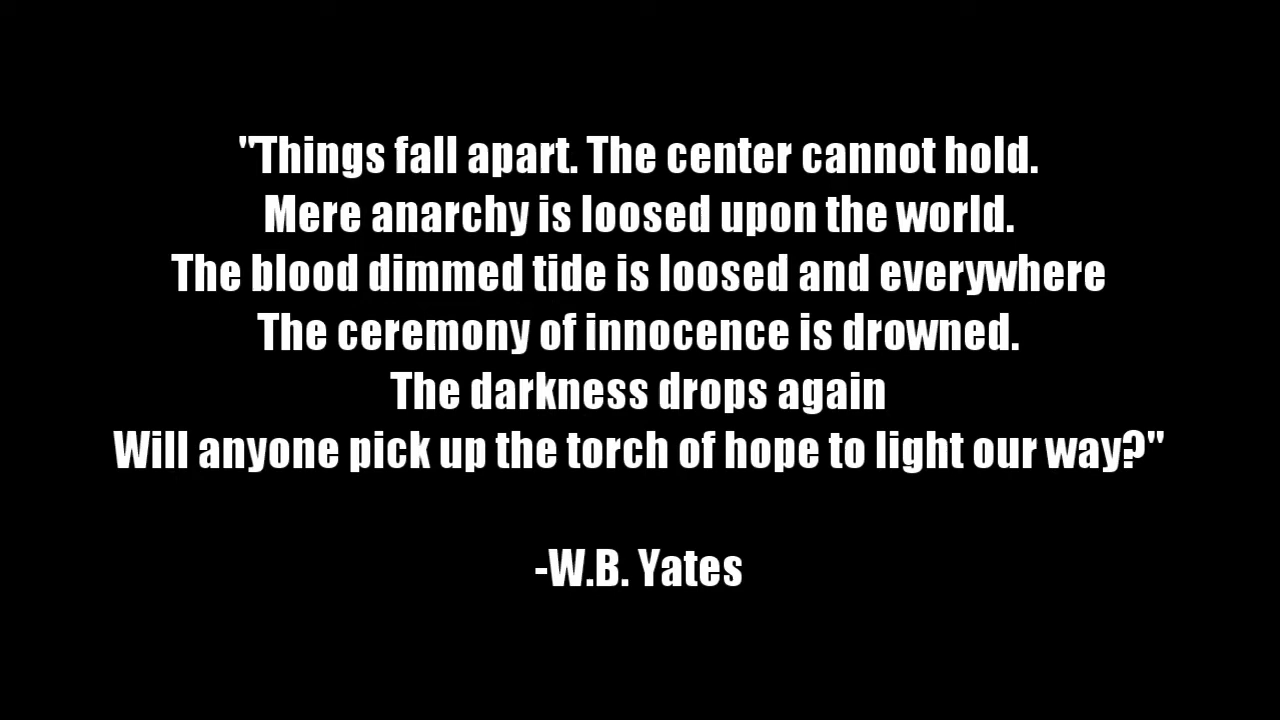 "Things fall apart. The center cannot hold.
Mere anarchy is loosed upon the world.
The blood dimmed tide is loosed and everywhere
The ceremony of innocence is drowned.
The darkness drops again
Will anyone pick up the torch of hope to light our way?"
-W.B. Yates